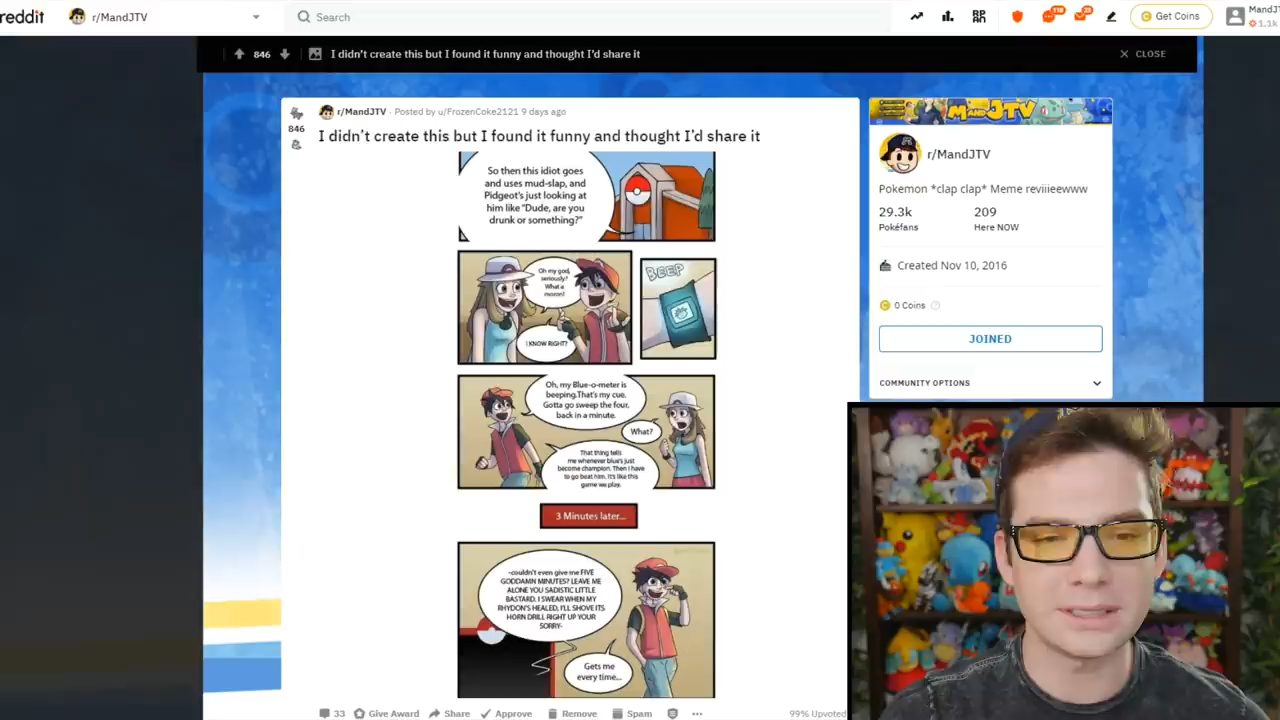 reddit
r/MandJTV
Search
119
23
Get Coins
MandJT
1.1k
846
I didn't create this but I found it funny and thought I'd share it
CLOSE
r/MandJTV · Posted by u/FrozenCoke2121 9 days ago
846
I didn't create this but I found it funny and thought I'd share it
So then this idiot goes
and uses mud-slap, and
Pidgeot's just looking at
him like "Dude, are you
drunk or something?"
Oh my god,
seriously?
What a
moron!
I KNOW RIGHT?
BEEP
Oh, my Blue-o-meter is
beeping.That's my cue.
Gotta go sweep the four,
back in a minute.
What?
That thing tells
me whenever blue's just
become champion. Then I have
to go beat him. It's like this
game we play.
3 Minutes later...
-couldn't even give me FIVE
GODDAMN MINUTES? LEAVE ME
ALONE YOU SADISTIC LITTLE
BASTARD. I SWEAR WHEN MY
RHYDON'S HEALED, I'LL SHOVE ITS
HORN DRILL RIGHT UP YOUR
SORRY-
Gets me
every time...
33
Give Award
Share
Approve
Remove
Spam
99% Upvoted
MANDJTV
r/MandJTV
Pokemon *clap clap* Meme reviiieewww
29.3k
209
Pokéfans
Here NOW
Created Nov 10, 2016
0 Coins
JOINED
COMMUNITY OPTIONS